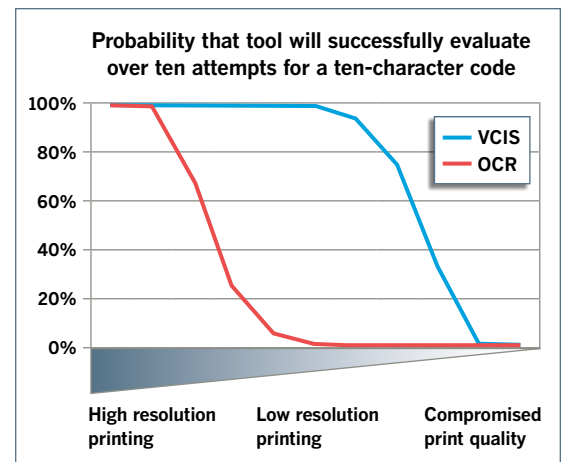 Probability that tool will successfully evaluate
over ten attempts for a ten-character code
100%
80%
60%
40%
20%
0%
VCIS
OCR
High resolution
printing
Low resolution
printing
Compromised
print quality